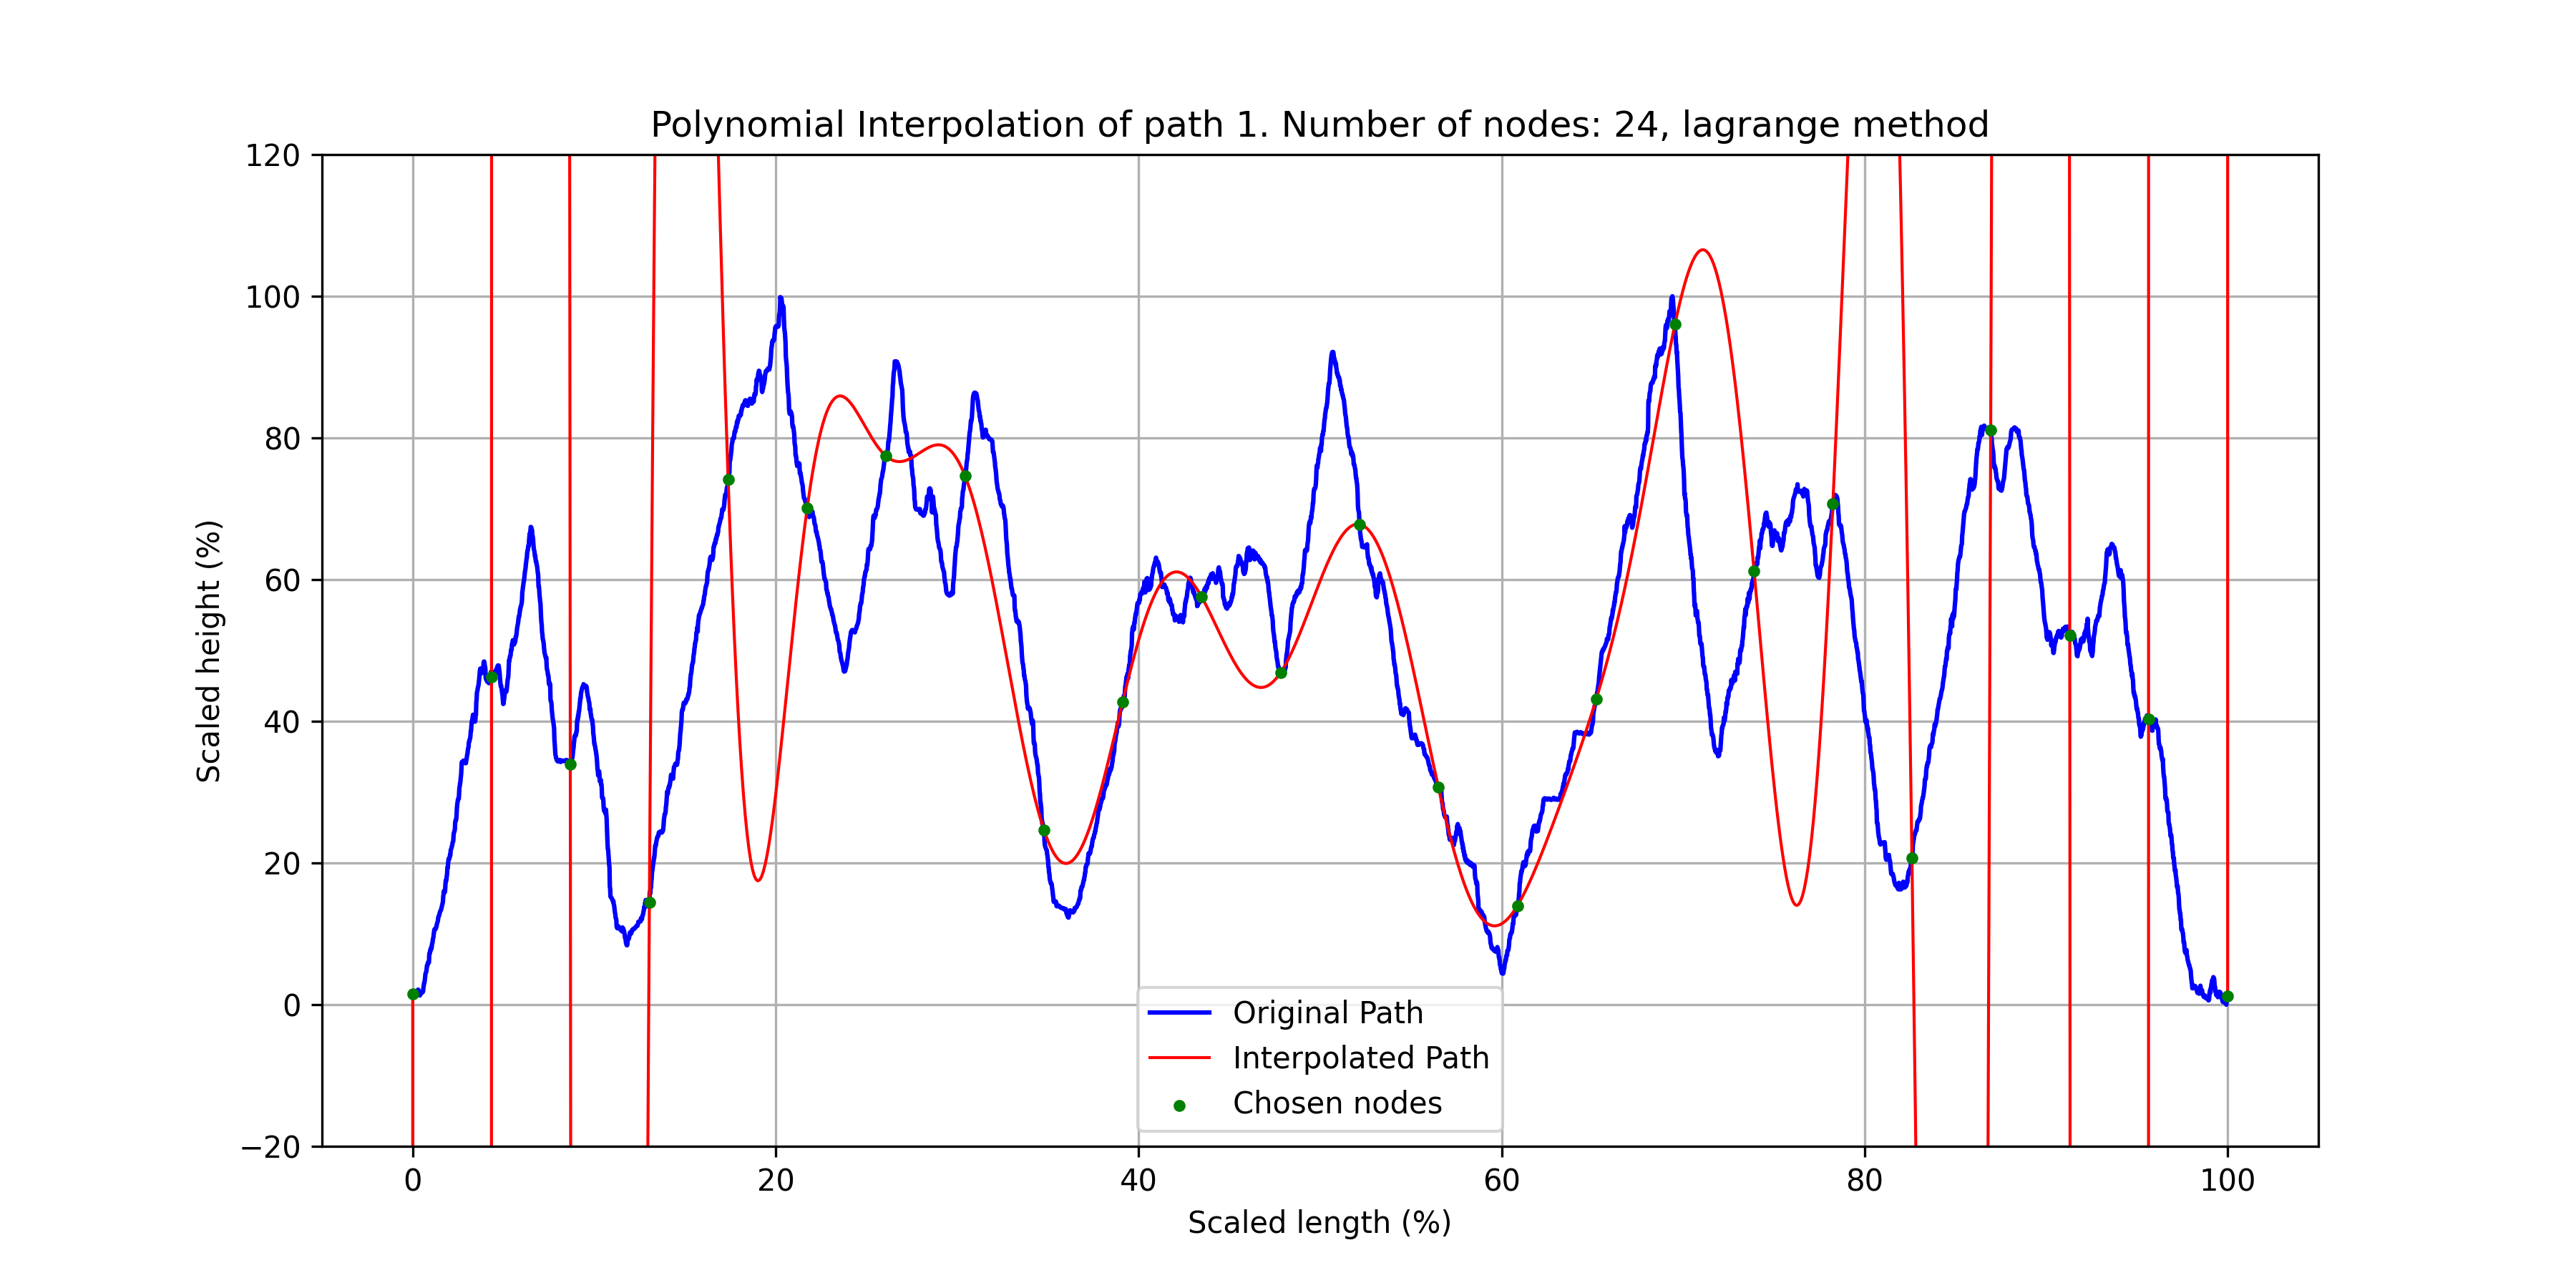 Polynomial Interpolation of path 1. Number of nodes: 24, lagrange method
120
100
80
60
40
20
0
−20
Scaled height (%)
Original Path
Interpolated Path
Chosen nodes
0 20 40 60 80 100
Scaled length (%)